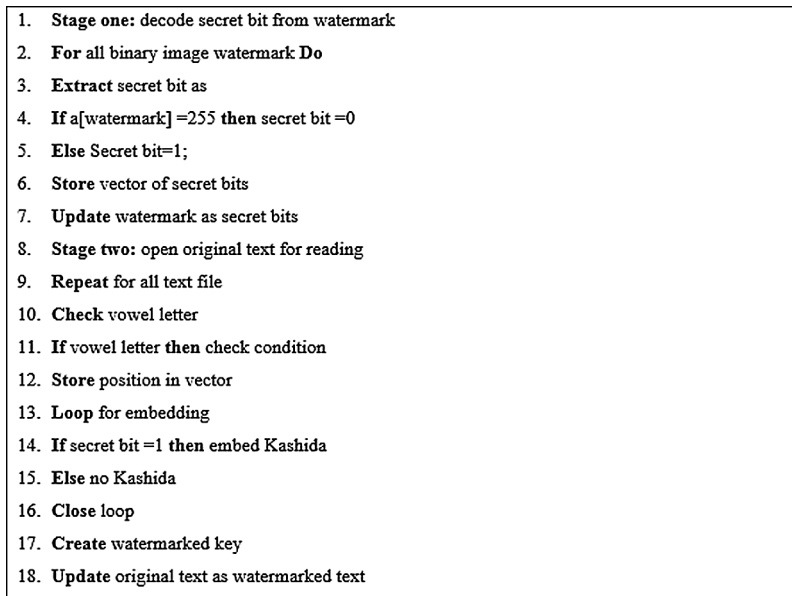 1. Stage one: decode secret bit from watermark
2. For all binary image watermark Do
3. Extract secret bit as
4. If a[watermark] =255 then secret bit =0
5. Else Secret bit=1;
6. Store vector of secret bits
7. Update watermark as secret bits
8. Stage two: open original text for reading
9. Repeat for all text file
10. Check vowel letter
11. If vowel letter then check condition
12. Store position in vector
13. Loop for embedding
14. If secret bit =1 then embed Kashida
15. Else no Kashida
16. Close loop
17. Create watermarked key
18. Update original text as watermarked text